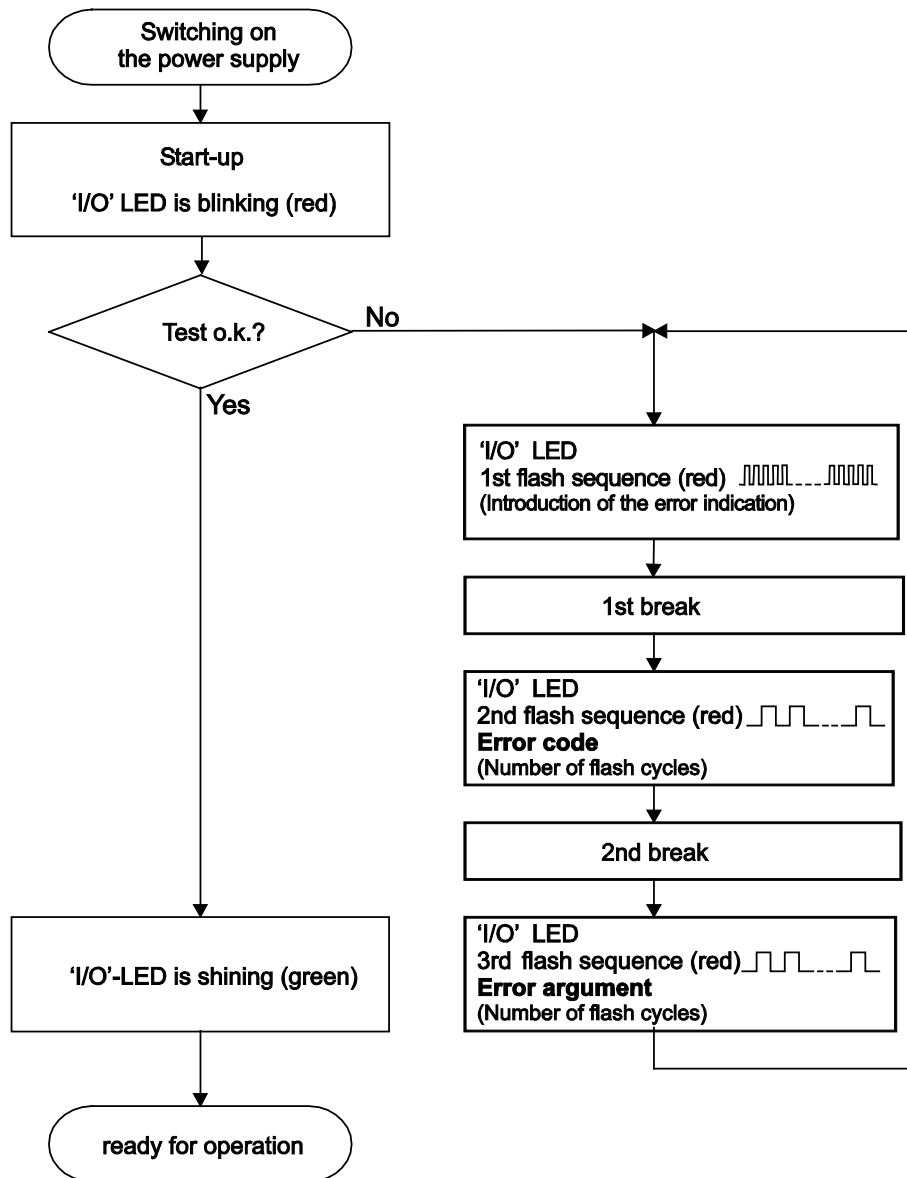 Switching on
the power supply
Start-up
‘I/O’ LED is blinking (red)
Test o.k.?
No
Yes
‘I/O’ LED
1st flash sequence (red)
(Introduction of the error indication)
1st break
‘I/O’ LED
2nd flash sequence (red)
Error code
(Number of flash cycles)
2nd break
‘I/O’ LED
3rd flash sequence (red)
Error argument
(Number of flash cycles)
‘I/O’-LED is shining (green)
ready for operation